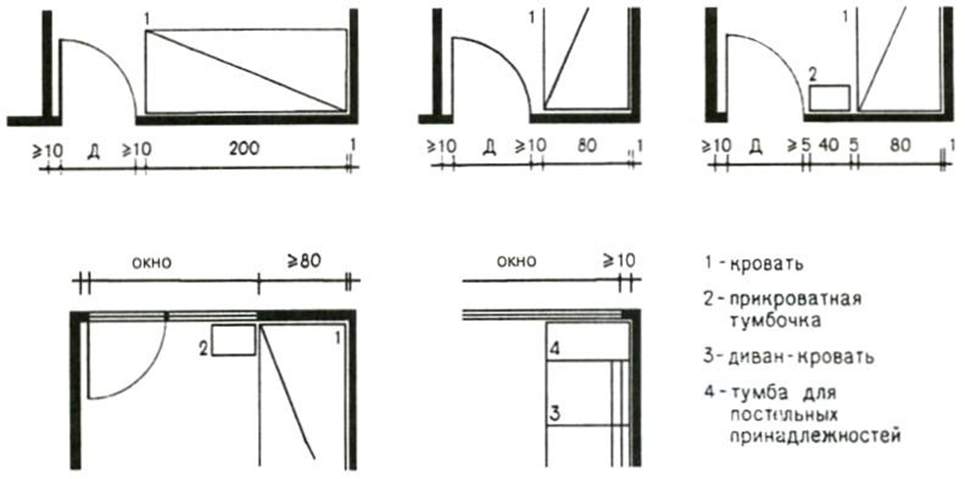 1
≥10 Д ≥10 200 1
1
≥10 Д ≥10 80 1
1
2
≥10 Д ≥5 40 5 80 1
окно ≥80
2
1
окно ≥10
4
3
1 - кровать
2 - прикроватная
тумбочка
3 - диван-кровать
4 - тумба для
постельных
принадлежностей